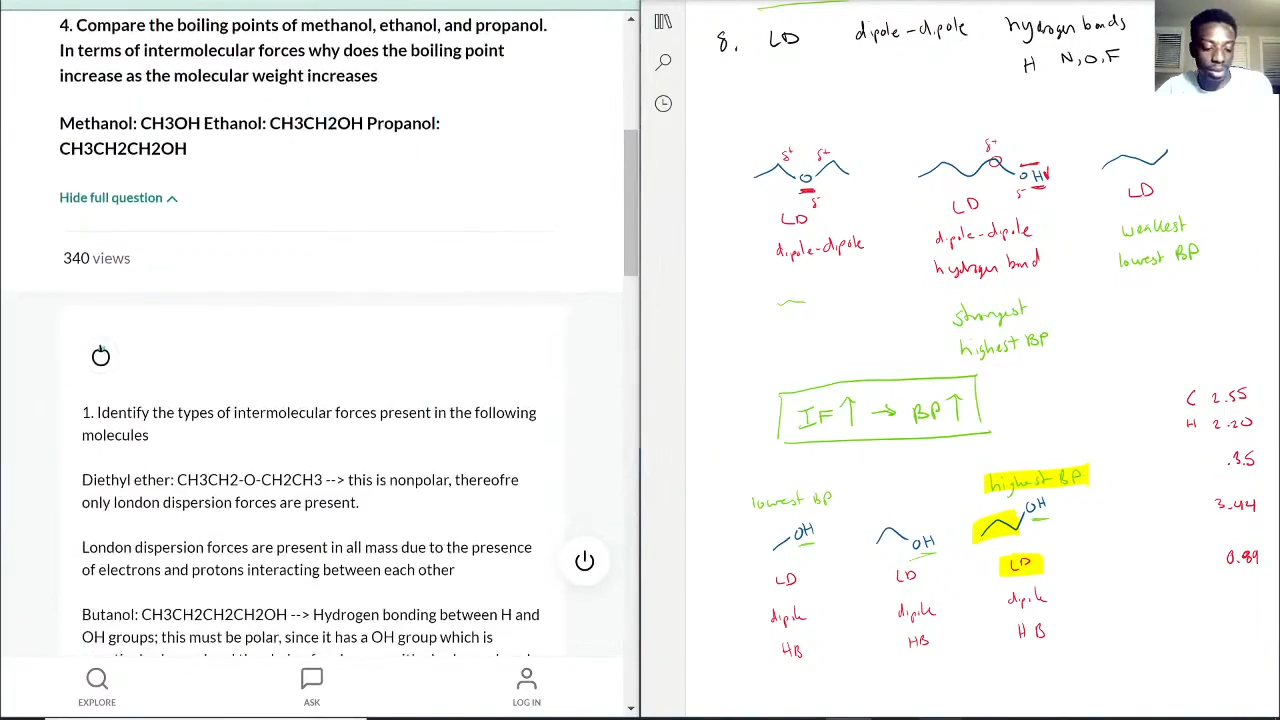 4. Compare the boiling points of methanol, ethanol, and propanol.
In terms of intermolecular forces why does the boiling point
increase as the molecular weight increases
Methanol: CH3OH Ethanol: CH3CH2OH Propanol:
CH3CH2CH2OH
Hide full question
340 views
1. Identify the types of intermolecular forces present in the following
molecules
Diethyl ether: CH3CH2-O-CH2CH3 --> this is nonpolar, thereofre
only london dispersion forces are present.
London dispersion forces are present in all mass due to the presence
of electrons and protons interacting between each other
Butanol: CH3CH2CH2CH2OH --> Hydrogen bonding between H and
OH groups; this must be polar, since it has a OH group which is
EXPLORE
ASK
LOG IN
8. LD dipole-dipole hydrogen bonds
H N,O,F
δ+ δ+ δ+
O OH
δ- δ-
LD LD LD
dipole-dipole dipole-dipole weakest
hydrogen bond lowest BP
strongest
highest BP
IF↑ → BP↑
C 2.55
H 2.20
.35
3.44
0.89
lowest BP highest BP
OH OH OH
LD LD LD
dipole dipole dipole
HB HB HB